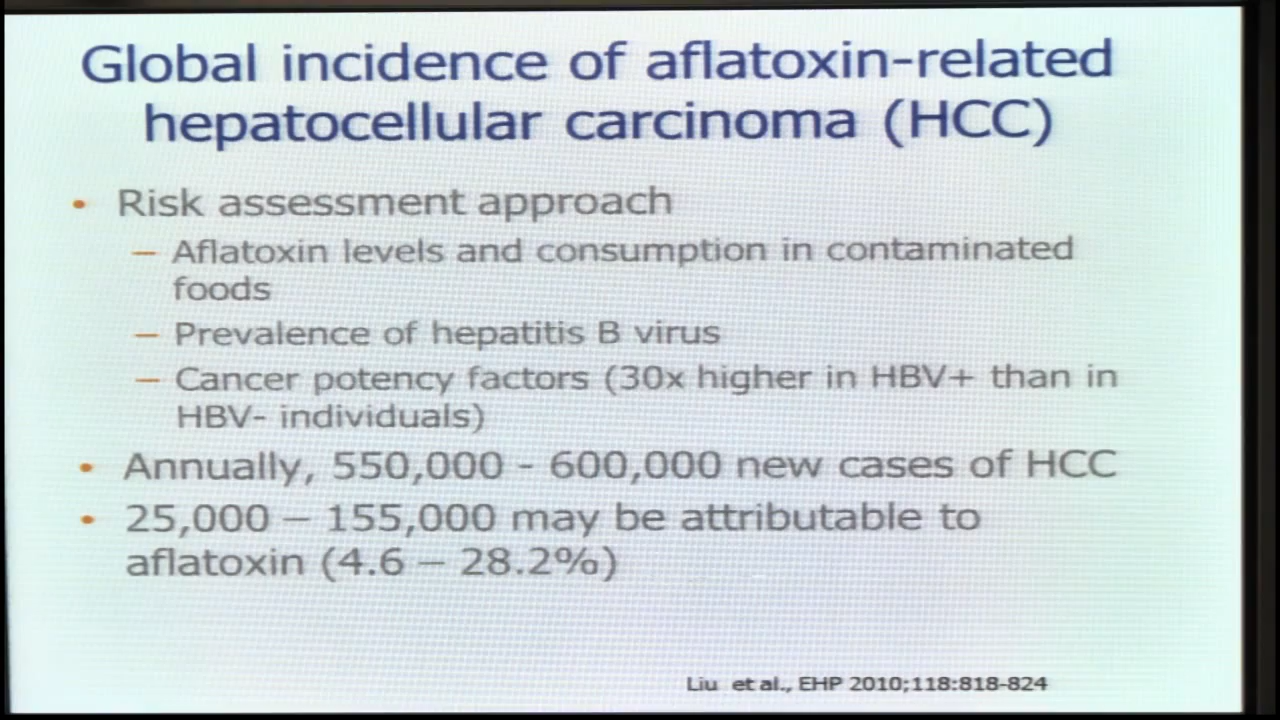 Global incidence of aflatoxin-related
hepatocellular carcinoma (HCC)
• Risk assessment approach
– Aflatoxin levels and consumption in contaminated
foods
– Prevalence of hepatitis B virus
– Cancer potency factors (30x higher in HBV+ than in
HBV- individuals)
• Annually, 550,000 - 600,000 new cases of HCC
• 25,000 – 155,000 may be attributable to
aflatoxin (4.6 – 28.2%)
Liu et al., EHP 2010;118:818-824